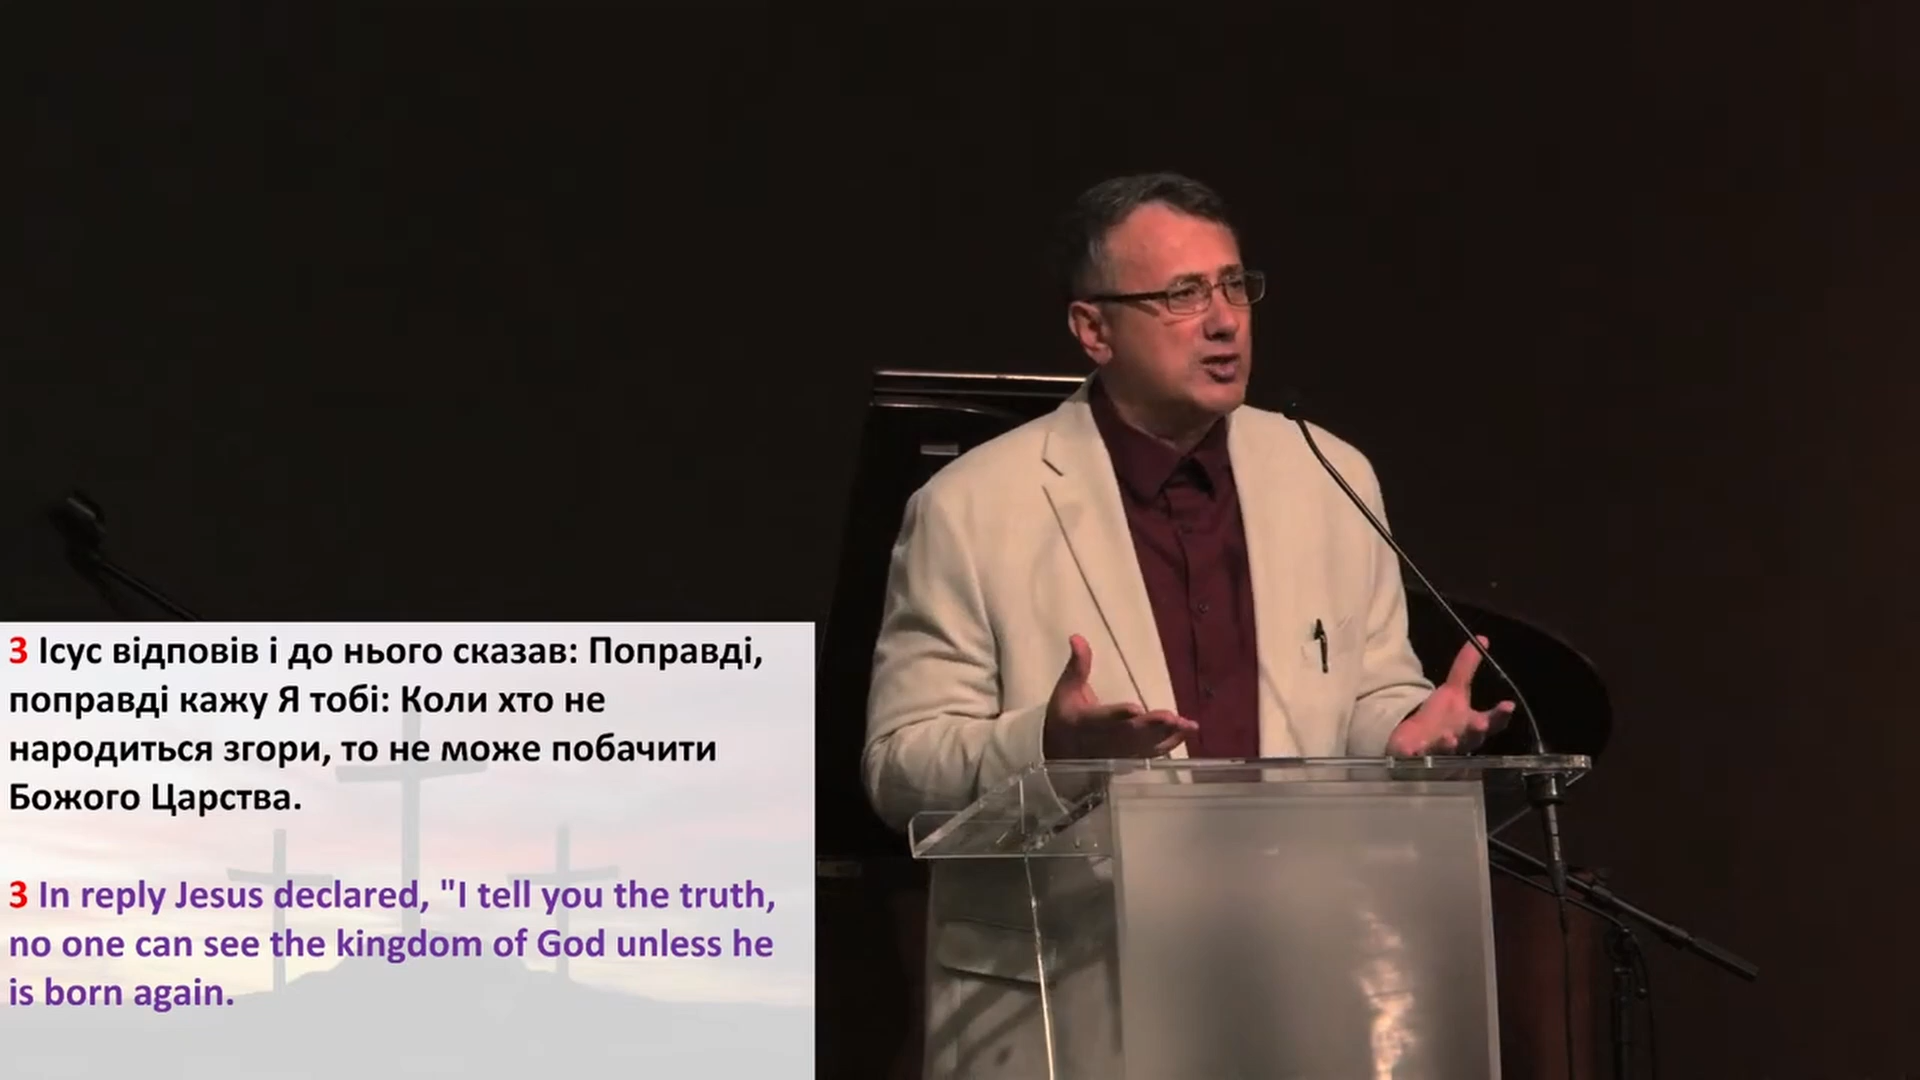 3 Ісус відповів і до нього сказав: Поправді,
поправді кажу Я тобі: Коли хто не
народиться згори, то не може побачити
Божого Царства.
3 In reply Jesus declared, "I tell you the truth,
no one can see the kingdom of God unless he
is born again.